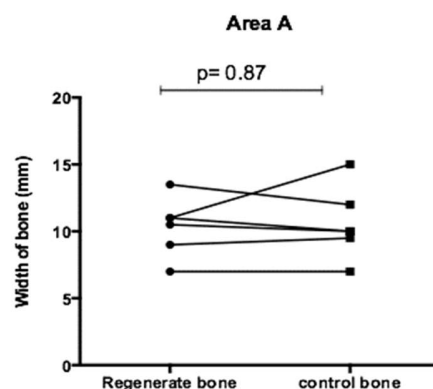 Area A
p= 0.87
20
15
10
5
0
Width of bone (mm)
Regenerate bone
control bone